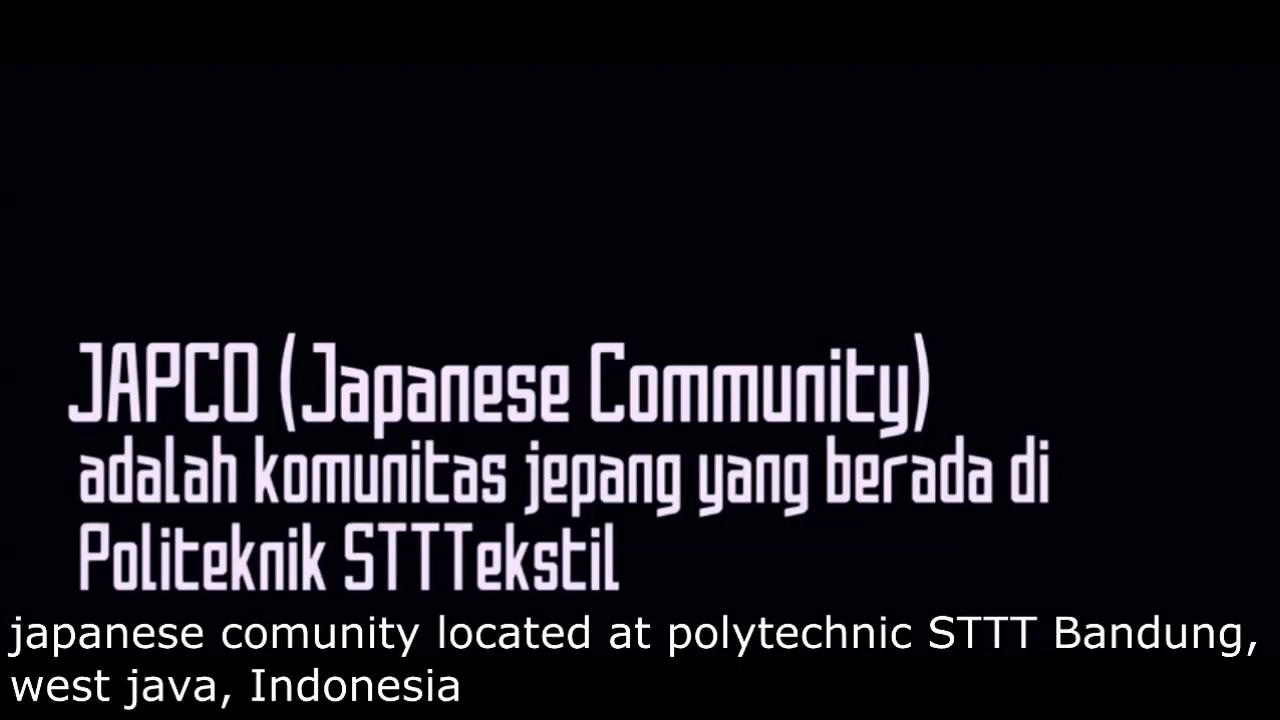 JAPCO (Japanese Community)
adalah komunitas jepang yang berada di
Politeknik STTTekstil
japanese comunity located at polytechnic STTT Bandung,
west java, Indonesia